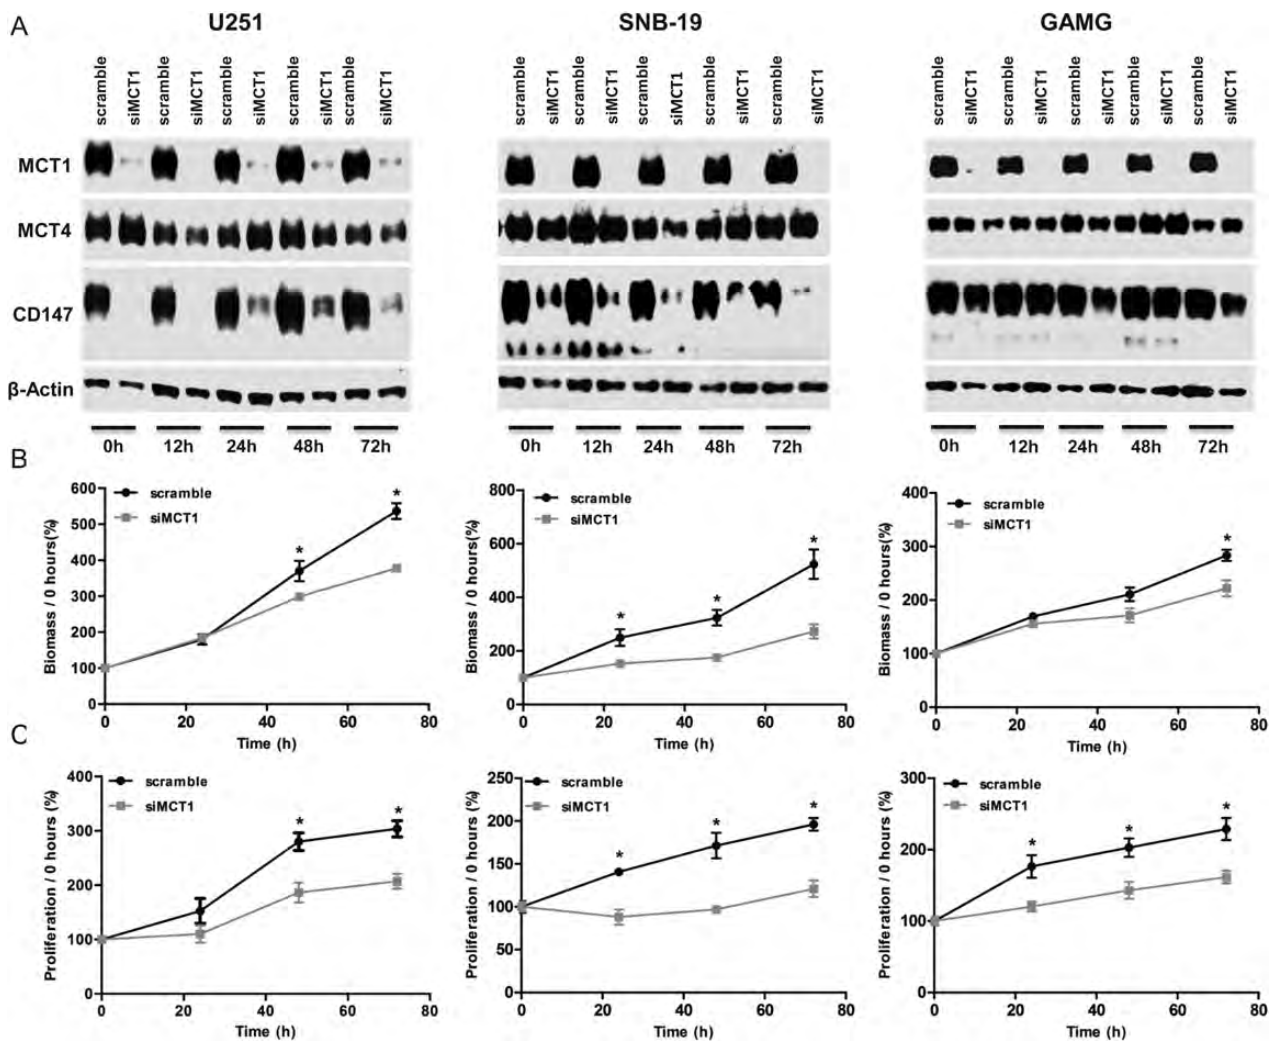 A
U251
SNB-19
GAMG
scramble siMCT1 scramble siMCT1 scramble siMCT1 scramble siMCT1 scramble siMCT1
scramble siMCT1 scramble siMCT1 scramble siMCT1 scramble siMCT1 scramble siMCT1
scramble siMCT1 scramble siMCT1 scramble siMCT1 scramble siMCT1 scramble siMCT1
MCT1
MCT4
CD147
β-Actin
0h 12h 24h 48h 72h
0h 12h 24h 48h 72h
0h 12h 24h 48h 72h
B
Biomass / 0 hours(%)
600
500
400
300
200
100
0
scramble
siMCT1
*
*
0 20 40 60 80
Time (h)
Biomass / 0 hours(%)
800
600
400
200
0
scramble
siMCT1
*
*
*
0 20 40 60 80
Time (h)
Biomass / 0 hours (%)
400
300
200
100
0
scramble
siMCT1
*
0 20 40 60 80
Time (h)
C
Proliferation / 0 hours (%)
400
300
200
100
0
scramble
siMCT1
*
*
0 20 40 60 80
Time (h)
Proliferation / 0 hours (%)
250
200
150
100
50
0
scramble
siMCT1
*
*
*
0 20 40 60 80
Time (h)
Proliferation / 0 hours (%)
300
200
100
0
scramble
siMCT1
*
*
*
0 20 40 60 80
Time (h)